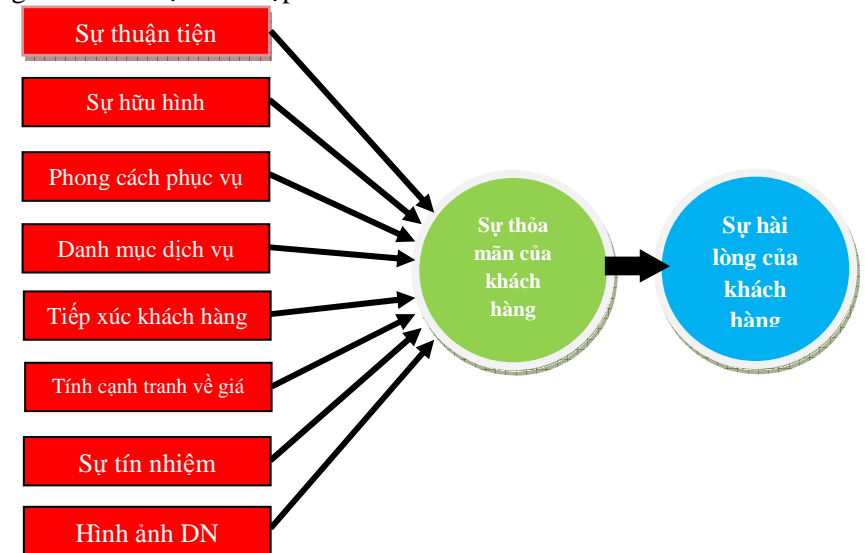 Sự thuận tiện
Sự hữu hình
Phong cách phục vụ
Danh mục dịch vụ
Tiếp xúc khách hàng
Tính cạnh tranh về giá
Sự tín nhiệm
Hình ảnh DN
Sự thỏa
mãn của
khách
hàng
Sự hài
lòng của
khách
hàng